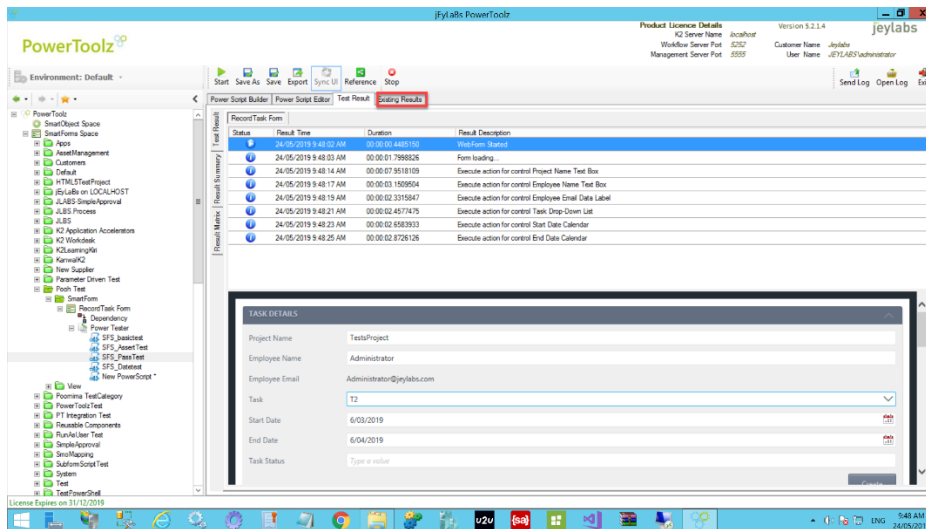 jEyLaBs PowerToolz
PowerToolz
Product Licence Details
K2 Server Name localhost
Workflow Server Port 5252
Management Server Port 5555
Version 5.2.1.4
Customer Name Jeylabs
User Name JEYLABS\administrator
jeylabs
Environment: Default
Start Save As Save Export Sync UI Reference Stop
Send Log Open Log Exi
Power Script Builder Power Script Editor Test Result Existing Results
PowerToolz
SmartObject Space
SmartForms Space
Apps
AssetManagement
Customers
Default
HTML5TestProject
jEyLaBs on LOCALHOST
JLABS-SimpleApproval
JLBS.Process
JLBS
K2 Application Accelerators
K2 Workdesk
K2LearningKiri
KanwalK2
New Supplier
Parameter Driven Test
Pooh Test
SmartForm
RecordTask Form
Dependency
Power Tester
SFS_basictest
SFS_AssertTest
SFS_PassTest
SFS_Datetest
New PowerScript *
View
Poornima TestCategory
PowerToolzTest
PT Integration Test
Reusable Components
RunAsUser Test
SimpleApproval
SmoMapping
SubformScriptTest
System
Test
TestPowerShell
Test Result
Result Summary
Result Matrix
RecordTask Form
Status Result Time Duration Result Description
24/05/2019 9:48:02 AM 00:00:00.4485150 WebForm Started
24/05/2019 9:48:03 AM 00:00:01.7998826 Form loading...
24/05/2019 9:48:14 AM 00:00:07.9518109 Execute action for control Project Name Text Box
24/05/2019 9:48:17 AM 00:00:03.1509504 Execute action for control Employee Name Text Box
24/05/2019 9:48:19 AM 00:00:02.3315847 Execute action for control Employee Email Data Label
24/05/2019 9:48:21 AM 00:00:02.4577475 Execute action for control Task Drop-Down List
24/05/2019 9:48:23 AM 00:00:02.6583933 Execute action for control Start Date Calendar
24/05/2019 9:48:25 AM 00:00:02.8726126 Execute action for control End Date Calendar
TASK DETAILS
Project Name TestsProject
Employee Name Administrator
Employee Email Administrator@jeylabs.com
Task T2
Start Date 6/03/2019
End Date 6/04/2019
Task Status Type a value
Create
License Expires on 31/12/2019
u2u {sa}
ENG 9:48 AM
24/05/201